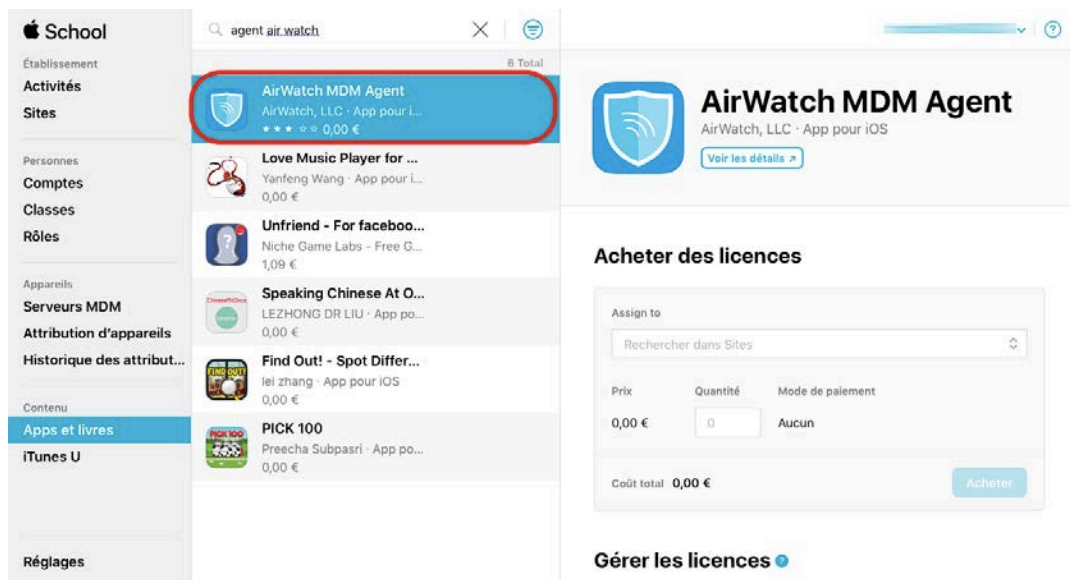 School
Établissement
Activités
Sites
Personnes
Comptes
Classes
Rôles
Appareils
Serveurs MDM
Attribution d'appareils
Historique des attribut...
Contenu
Apps et livres
iTunes U
Réglages
agent air watch
6 Total
AirWatch MDM Agent
AirWatch, LLC · App pour i...
★ ★ ★ ☆ ☆ 0,00 €
Love Music Player for ...
Yanfeng Wang · App pour i...
0,00 €
Unfriend - For faceboo...
Niche Game Labs - Free G...
1,09 €
Speaking Chinese At O...
LEZHONG DR LIU · App po...
0,00 €
FIND OUT!
Find Out! - Spot Differ...
lei zhang · App pour iOS
0,00 €
PICK 100
PICK 100
Preecha Subpasri · App po...
0,00 €
AirWatch MDM Agent
AirWatch, LLC · App pour iOS
Voir les détails ↗
Acheter des licences
Assign to
Rechercher dans Sites
Prix Quantité Mode de paiement
0,00 € 0 Aucun
Coût total 0,00 € Acheter
Gérer les licences ?